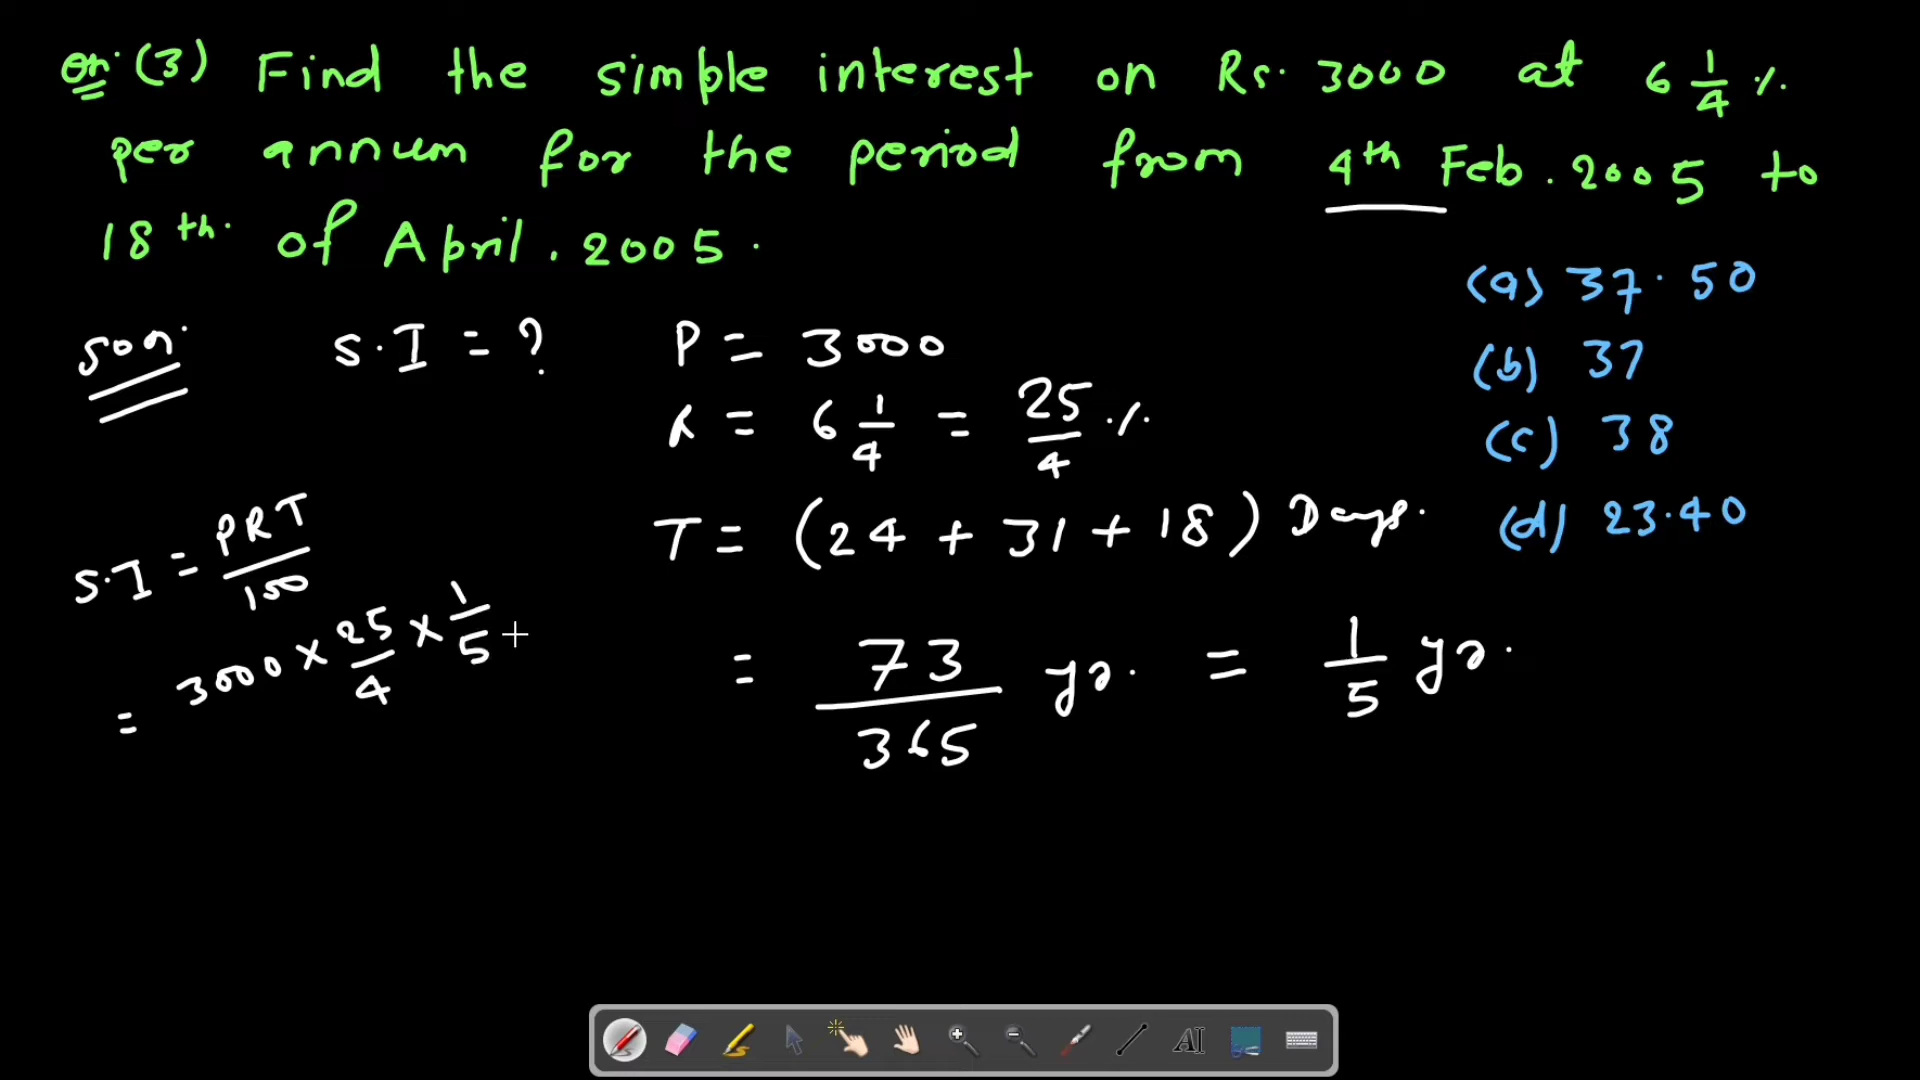 Qn. (3) Find the simple interest on Rs. 3000 at 6 1/4 %
per annum for the period from 4th Feb. 2005 to
18th. of April. 2005.
(a) 37.50
(b) 37
(c) 38
(d) 23.40
Son. S.I = ? P = 3000
R = 6 1/4 = 25/4 %
T = (24 + 31 + 18) Days.
= 73/365 yr. = 1/5 yr.
S.I = PRT/100
= 3000 × 25/4 × 1/5
AI